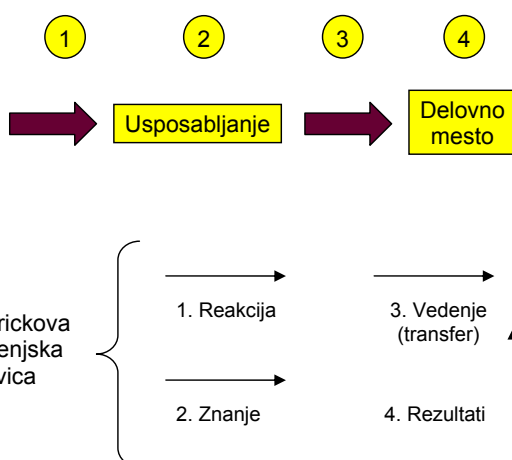 1 2 3 4
Usposabljanje
Delovno
mesto
1. Reakcija
3. Vedenje
(transfer)
2. Znanje
4. Rezultati